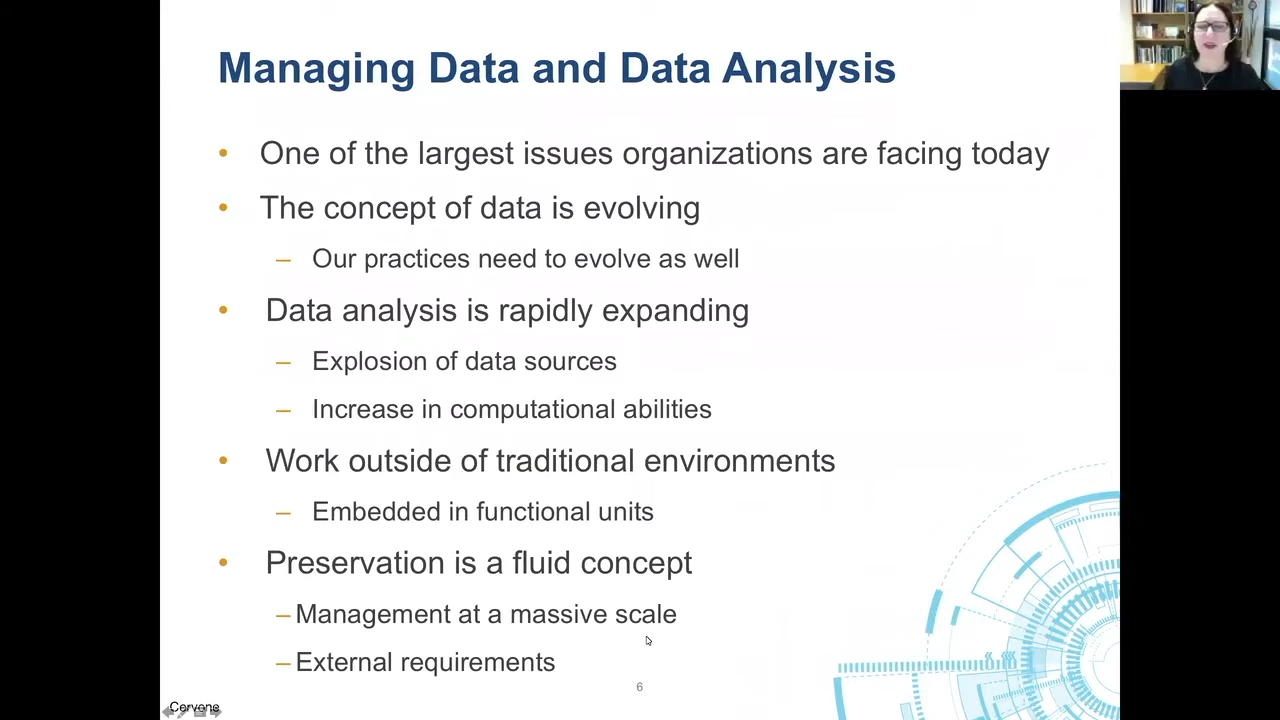 Managing Data and Data Analysis
• One of the largest issues organizations are facing today
• The concept of data is evolving
– Our practices need to evolve as well
• Data analysis is rapidly expanding
– Explosion of data sources
– Increase in computational abilities
• Work outside of traditional environments
– Embedded in functional units
• Preservation is a fluid concept
– Management at a massive scale
– External requirements
6
Cervone